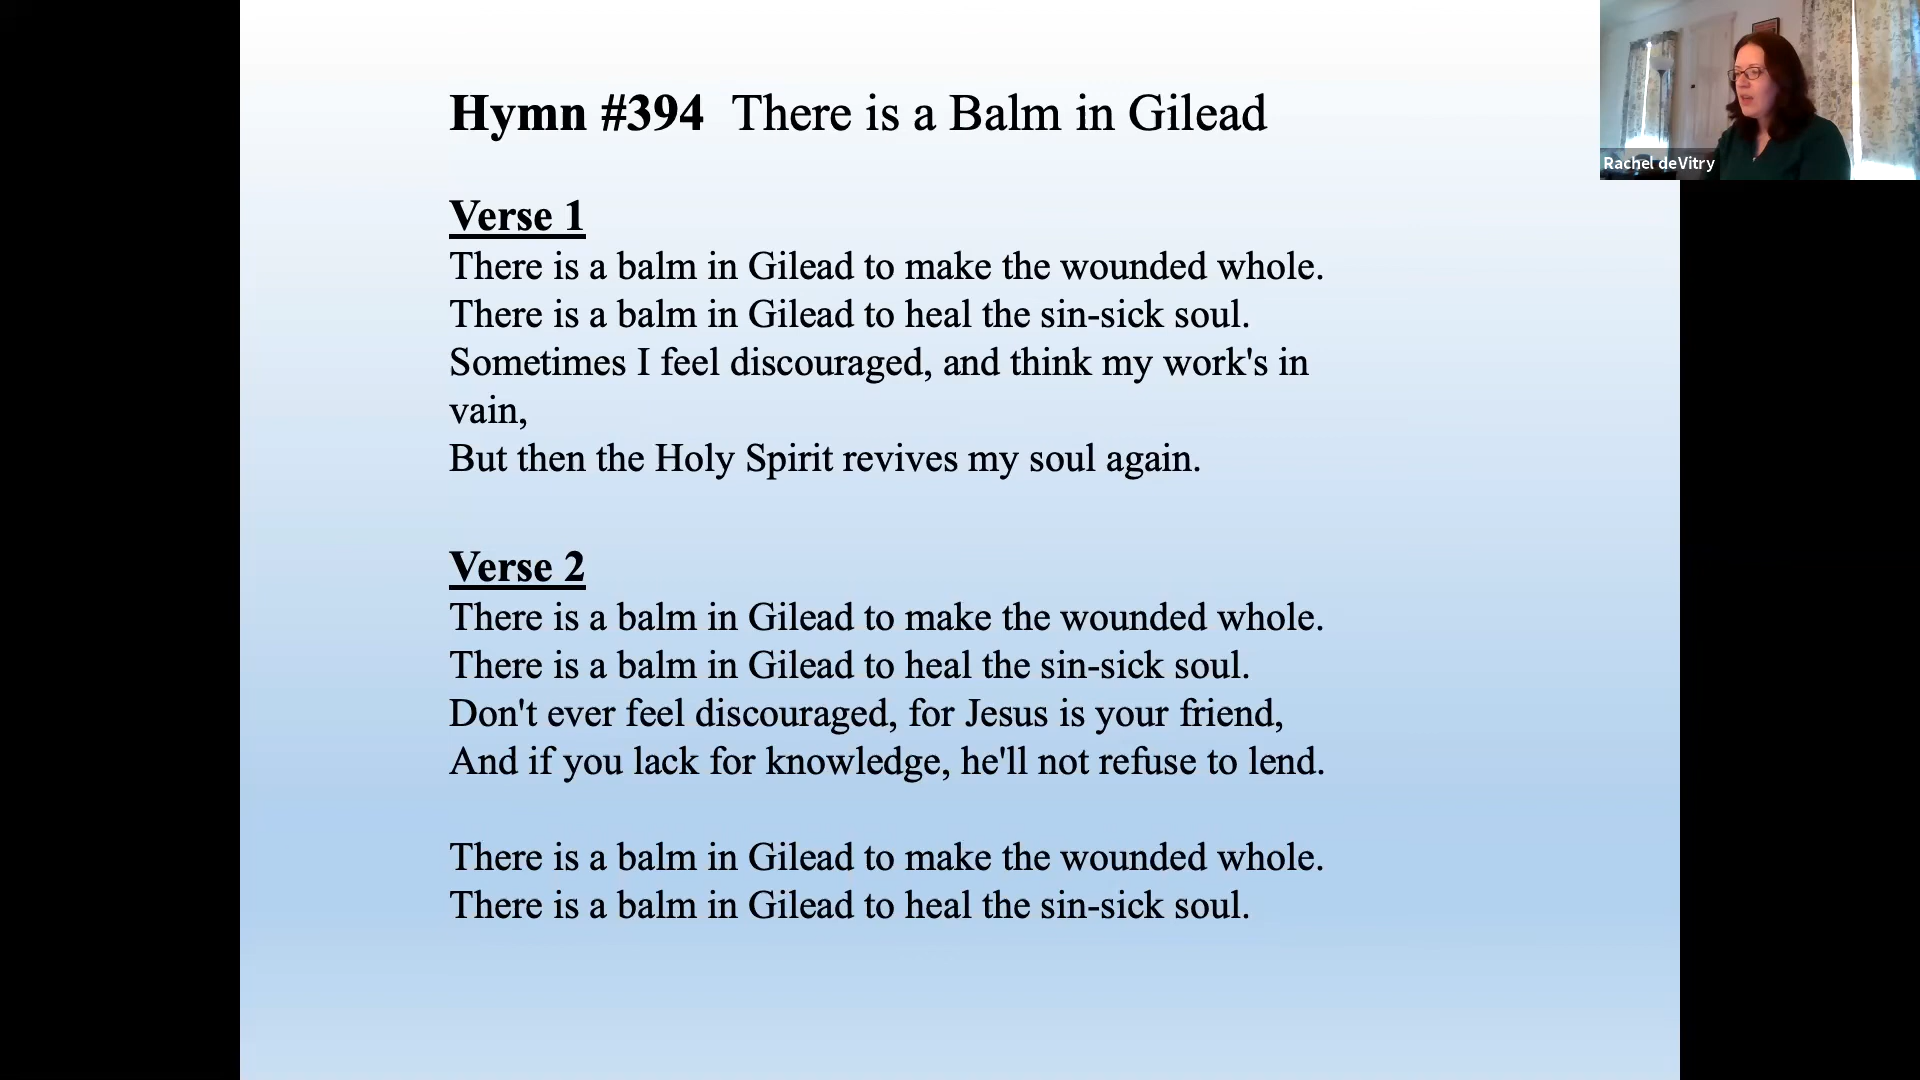 Hymn #394 There is a Balm in Gilead
Rachel deVitry
Verse 1
There is a balm in Gilead to make the wounded whole.
There is a balm in Gilead to heal the sin-sick soul.
Sometimes I feel discouraged, and think my work's in
vain,
But then the Holy Spirit revives my soul again.
Verse 2
There is a balm in Gilead to make the wounded whole.
There is a balm in Gilead to heal the sin-sick soul.
Don't ever feel discouraged, for Jesus is your friend,
And if you lack for knowledge, he'll not refuse to lend.
There is a balm in Gilead to make the wounded whole.
There is a balm in Gilead to heal the sin-sick soul.